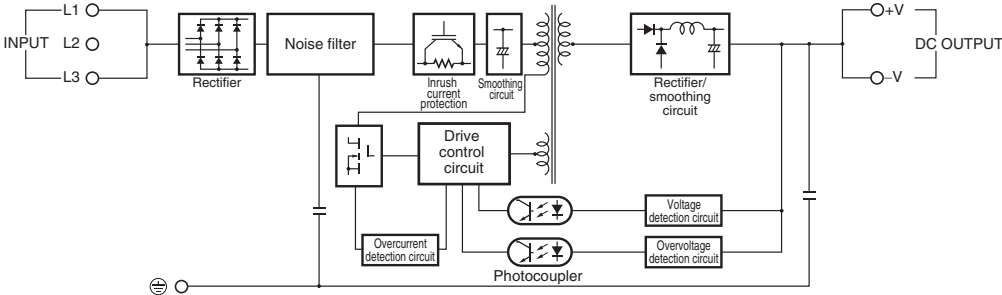 L1
INPUT
L2
L3
Rectifier
Noise filter
Inrush
current
protection
Smoothing
circuit
Rectifier/
smoothing
circuit
+V
DC OUTPUT
−V
Drive
control
circuit
Overcurrent
detection circuit
Voltage
detection circuit
Overvoltage
detection circuit
Photocoupler